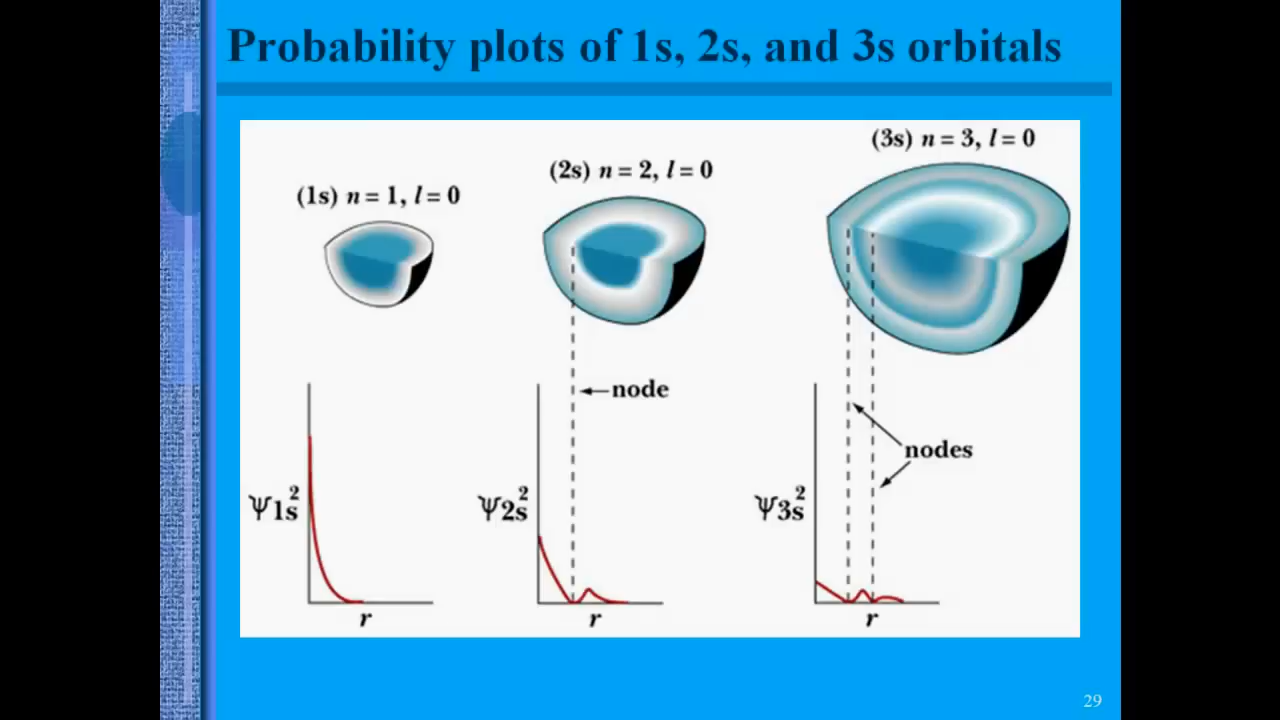 Probability plots of 1s, 2s, and 3s orbitals
(3s) n = 3, l = 0
(2s) n = 2, l = 0
(1s) n = 1, l = 0
node
nodes
Ψ1s²
Ψ2s²
Ψ3s²
r
r
r
29